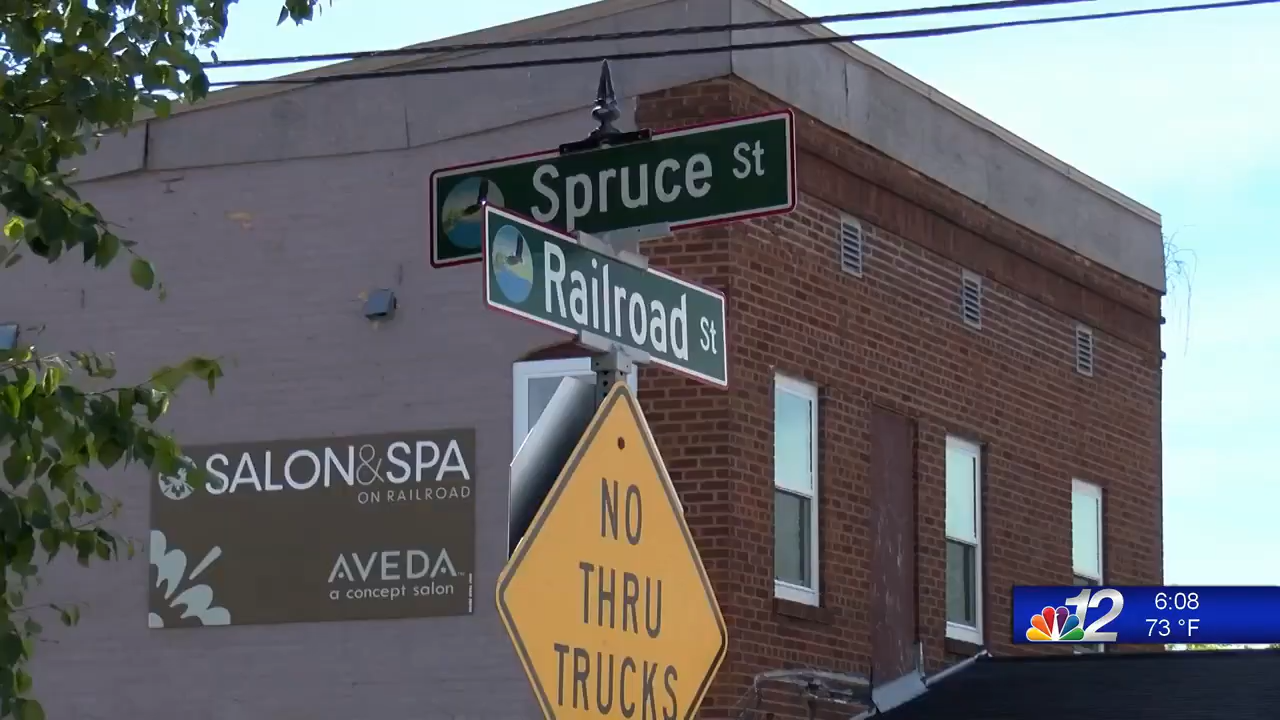 Spruce St
Railroad St
SALON&SPA
ON RAILROAD
AVEDA
a concept salon
NO
THRU
TRUCKS
12
6:08
73 °F